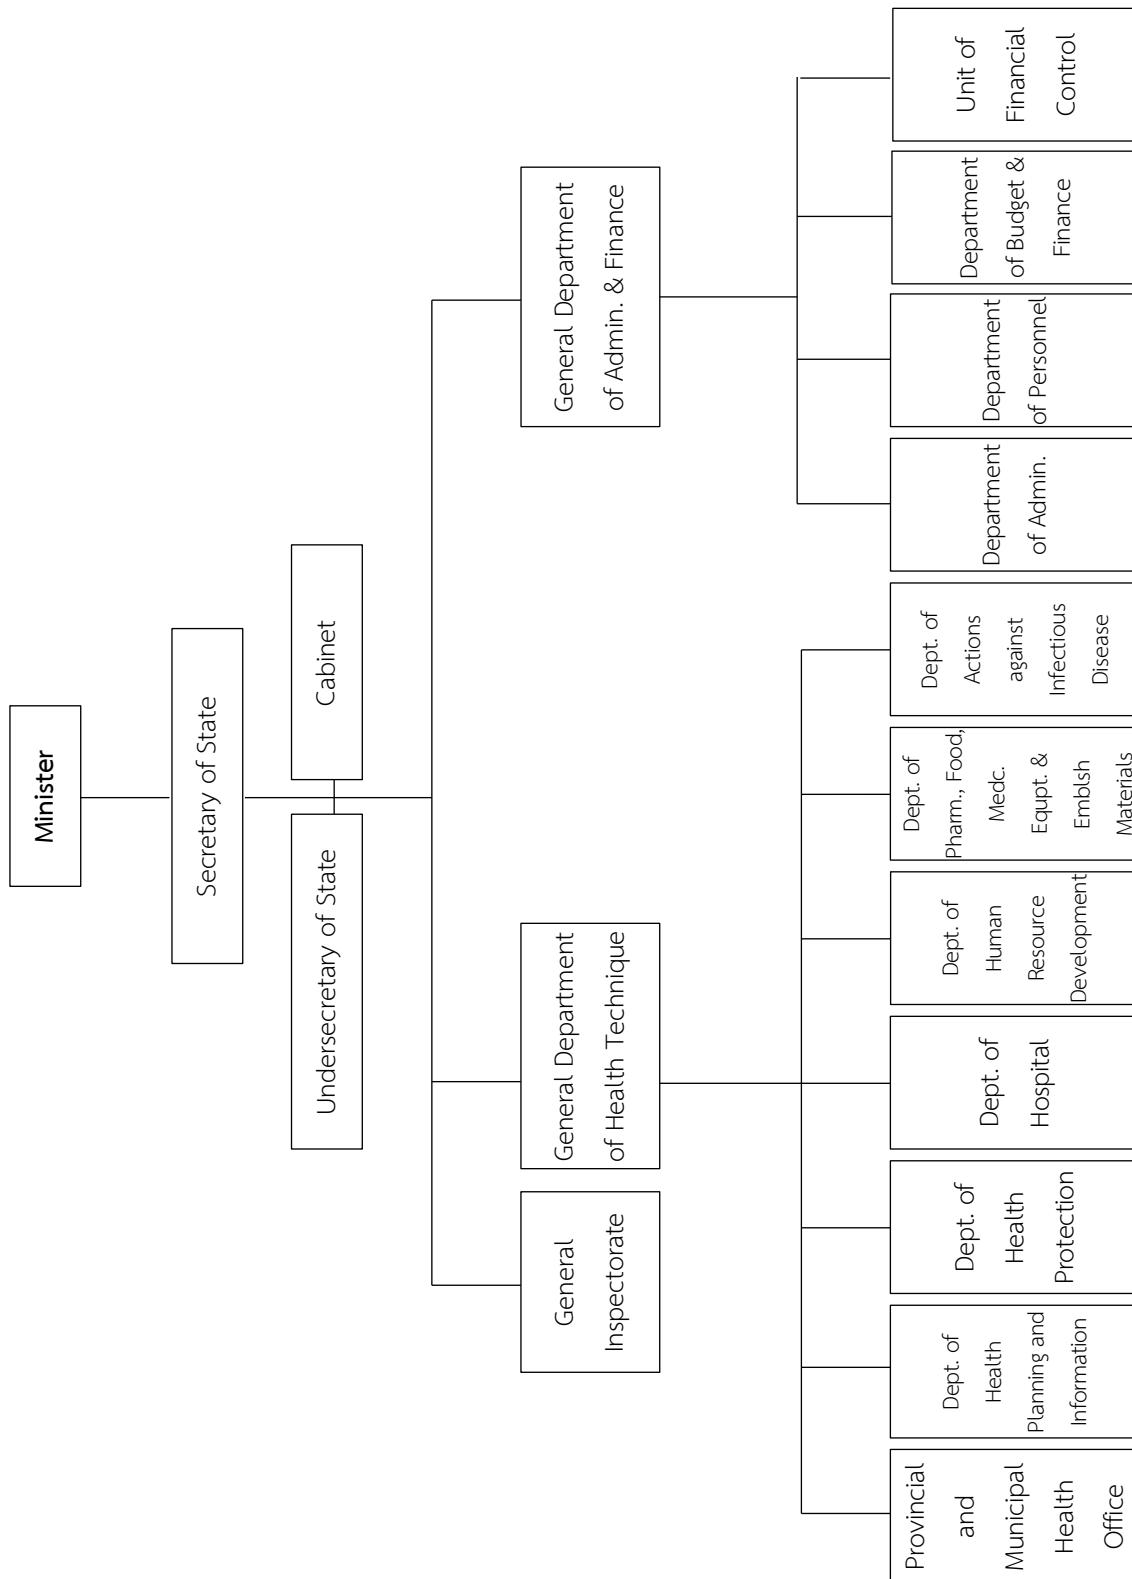 Minister
Secretary of State
Undersecretary of State
Cabinet
General
Inspectorate
General Department
of Health Technique
General Department
of Admin. & Finance
Provincial
and
Municipal
Health
Office
Dept. of
Health
Planning and
Information
Dept. of
Health
Protection
Dept. of
Hospital
Dept. of
Human
Resource
Development
Dept. of
Pharm., Food,
Medc.
Equpt. &
Emblsh
Materials
Dept. of
Actions
against
Infectious
Disease
Department
of Admin.
Department
of Personnel
Department
of Budget &
Finance
Unit of
Financial
Control